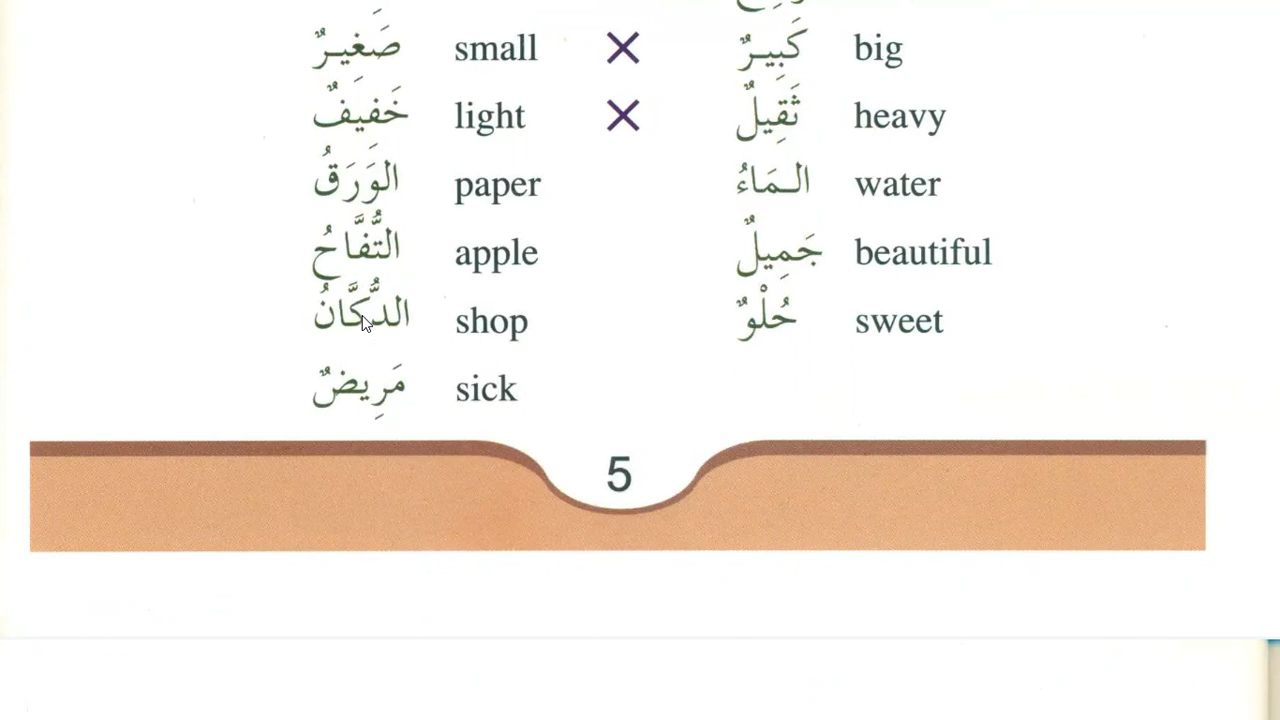 صَغِيرٌ small × كَبِيرٌ big
خَفِيفٌ light × ثَقِيلٌ heavy
الوَرَقُ paper المَاءُ water
التُّفَّاحُ apple جَمِيلٌ beautiful
الدُّكَّانُ shop حُلْوٌ sweet
مَرِيضٌ sick
5